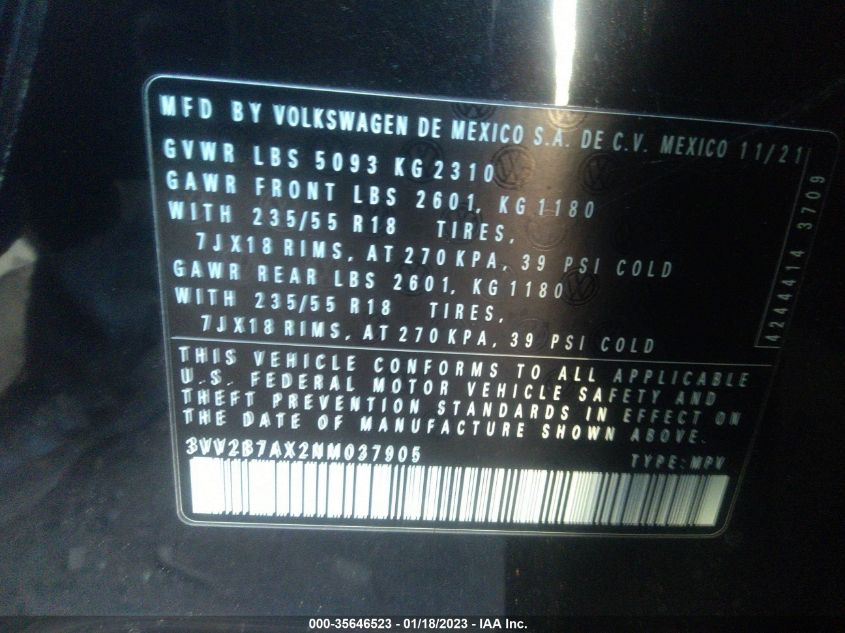 MFD BY VOLKSWAGEN DE MEXICO S.A. DE C.V. MEXICO 11/21
GVWR LBS 5093 KG 2310
GAWR FRONT LBS 2601, KG 1180
WITH 235/55 R18 TIRES,
7JX18 RIMS, AT 270 KPA, 39 PSI COLD
GAWR REAR LBS 2601, KG 1180
WITH 235/55 R18 TIRES,
7JX18 RIMS, AT 270 KPA, 39 PSI COLD
4244414 3709
THIS VEHICLE CONFORMS TO ALL APPLICABLE
U.S. FEDERAL MOTOR VEHICLE SAFETY AND
THEFT PREVENTION STANDARDS IN EFFECT ON
THE DATE OF MANUFACTURE SHOWN ABOVE.
3VV2B7AX2NM037905 TYPE: MPV
000-35646523 - 01/18/2023 - IAA Inc.